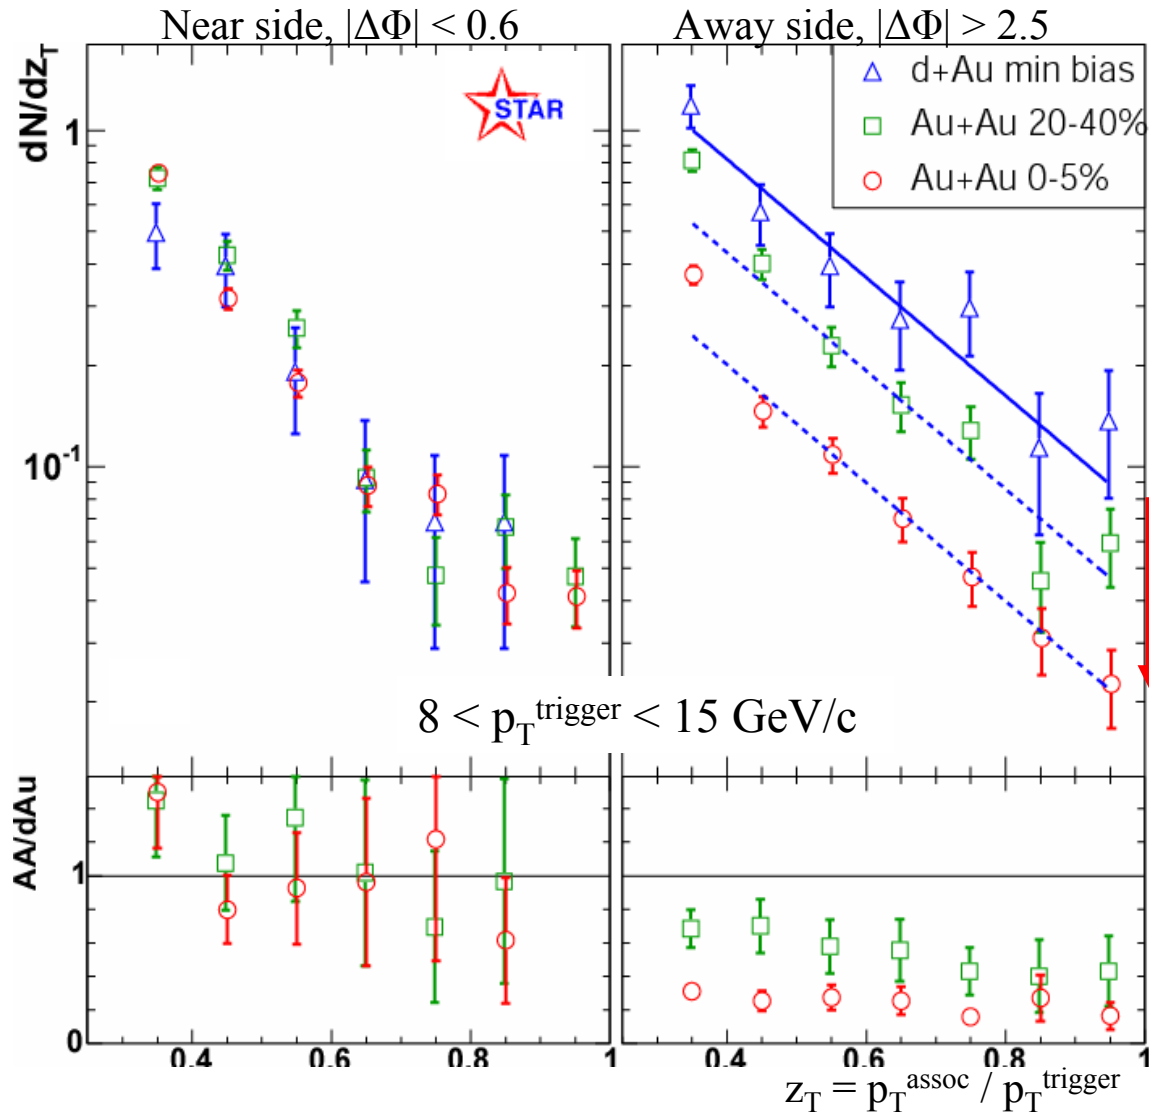 Near side, |ΔΦ| < 0.6
Away side, |ΔΦ| > 2.5
dN/dz_T
1
10^-1
STAR
d+Au min bias
Au+Au 20-40%
Au+Au 0-5%
8 < p_T^trigger < 15 GeV/c
AA/dAu
1
0
0.4 0.6 0.8 1
0.4 0.6 0.8 1
z_T = p_T^assoc / p_T^trigger